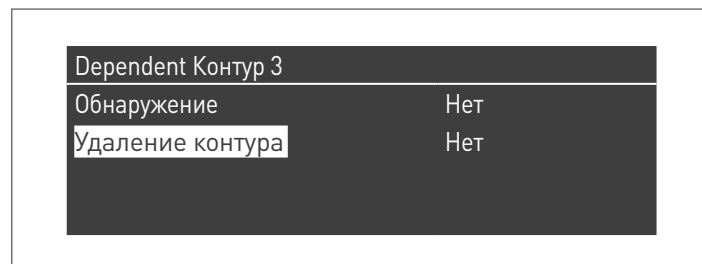 Dependent Контур 3
Обнаружение Нет
Удаление контура Нет